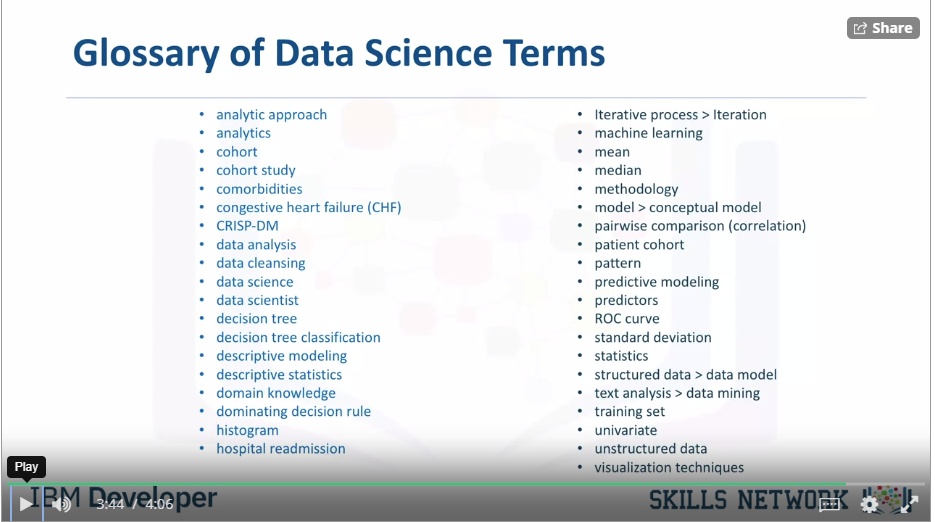 Share
Glossary of Data Science Terms
• analytic approach
• analytics
• cohort
• cohort study
• comorbidities
• congestive heart failure (CHF)
• CRISP-DM
• data analysis
• data cleansing
• data science
• data scientist
• decision tree
• decision tree classification
• descriptive modeling
• descriptive statistics
• domain knowledge
• dominating decision rule
• histogram
• hospital readmission
• Iterative process > Iteration
• machine learning
• mean
• median
• methodology
• model > conceptual model
• pairwise comparison (correlation)
• patient cohort
• pattern
• predictive modeling
• predictors
• ROC curve
• standard deviation
• statistics
• structured data > data model
• text analysis > data mining
• training set
• univariate
• unstructured data
• visualization techniques
Play
IBM Developer
3:44 / 4:06
SKILLS NETWORK